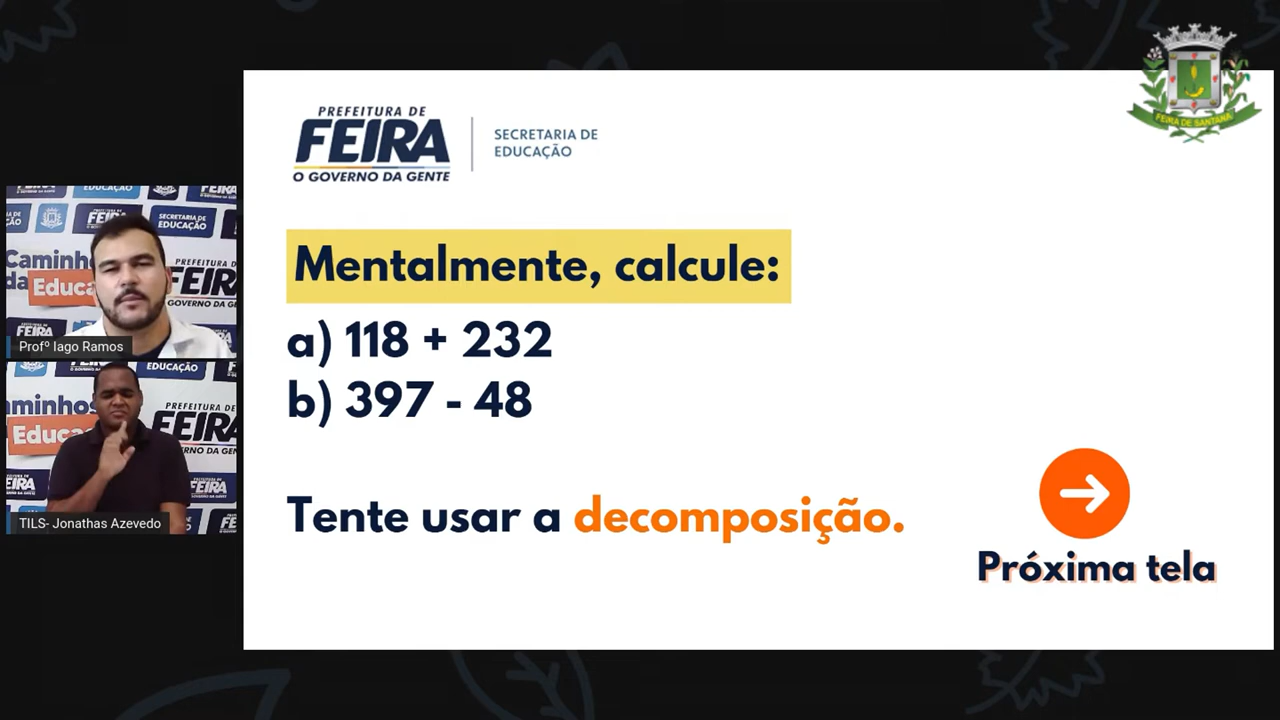 PREFEITURA DE
FEIRA
O GOVERNO DA GENTE
SECRETARIA DE
EDUCAÇÃO
FEIRA DE SANTANA
Mentalmente, calcule:
a) 118 + 232
b) 397 - 48
Tente usar a decomposição.
Próxima tela
Profº Iago Ramos
TILS- Jonathas Azevedo